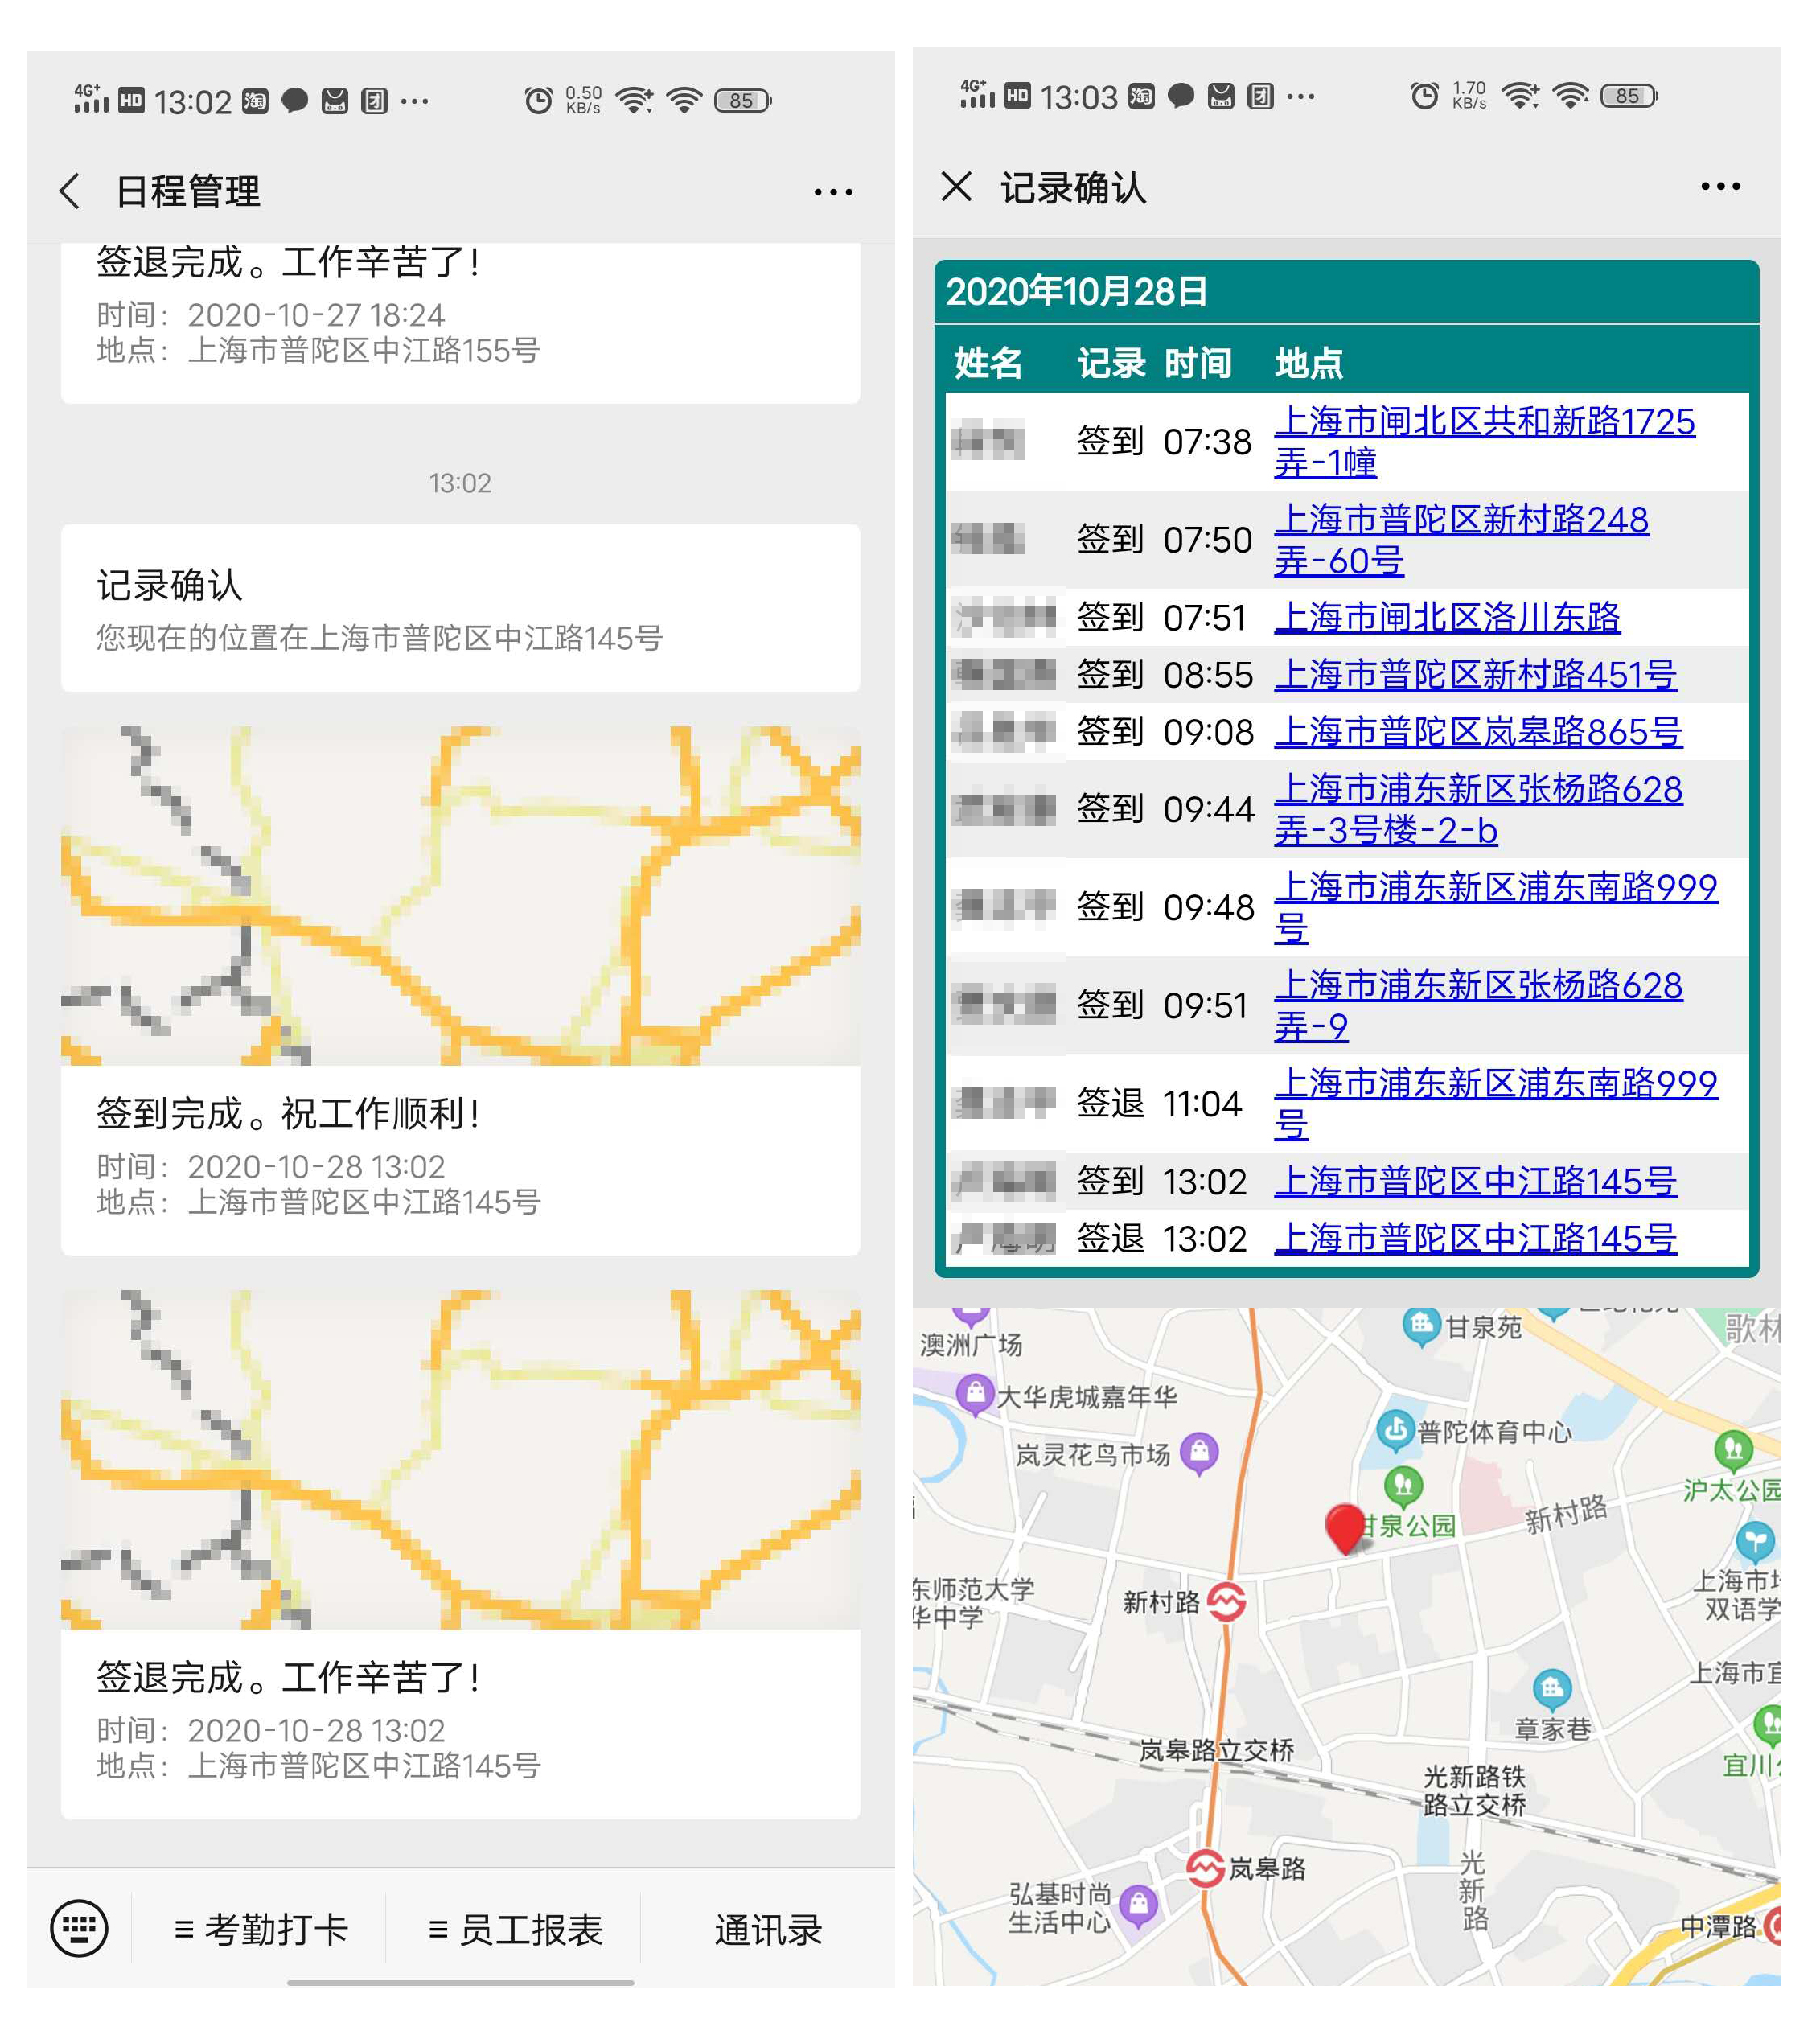 4G+ HD 13:02 淘 团 ··· 0.50 KB/s 85
日程管理
签退完成。工作辛苦了!
时间：2020-10-27 18:24
地点：上海市普陀区中江路155号
13:02
记录确认
您现在的位置在上海市普陀区中江路145号
签到完成。祝工作顺利!
时间：2020-10-28 13:02
地点：上海市普陀区中江路145号
签退完成。工作辛苦了!
时间：2020-10-28 13:02
地点：上海市普陀区中江路145号
考勤打卡 员工报表 通讯录
4G+ HD 13:03 淘 团 ··· 1.70 KB/s 85
记录确认
2020年10月28日
姓名 记录 时间 地点
签到 07:38 上海市闸北区共和新路1725
弄-1幢
签到 07:50 上海市普陀区新村路248
弄-60号
签到 07:51 上海市闸北区洛川东路
签到 08:55 上海市普陀区新村路451号
签到 09:08 上海市普陀区岚皋路865号
签到 09:44 上海市浦东新区张杨路628
弄-3号楼-2-b
签到 09:48 上海市浦东新区浦东南路999
号
签到 09:51 上海市浦东新区张杨路628
弄-9
签退 11:04 上海市浦东新区浦东南路999
号
签到 13:02 上海市普陀区中江路145号
签退 13:02 上海市普陀区中江路145号
甘泉苑
歌林
澳洲广场
大华虎城嘉年华
普陀体育中心
岚灵花鸟市场
沪太公园
新村路
甘泉公园
东师范大学
华中学
新村路
上海市
双语学
上海市宜
章家巷
宜川
岚皋路立交桥
光新路铁
路立交桥
岚皋路
光新路
弘基时尚
生活中心
中潭路